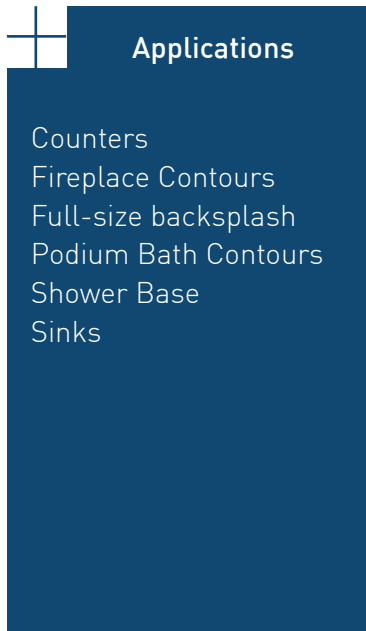 Applications
Counters
Fireplace Contours
Full-size backsplash
Podium Bath Contours
Shower Base
Sinks